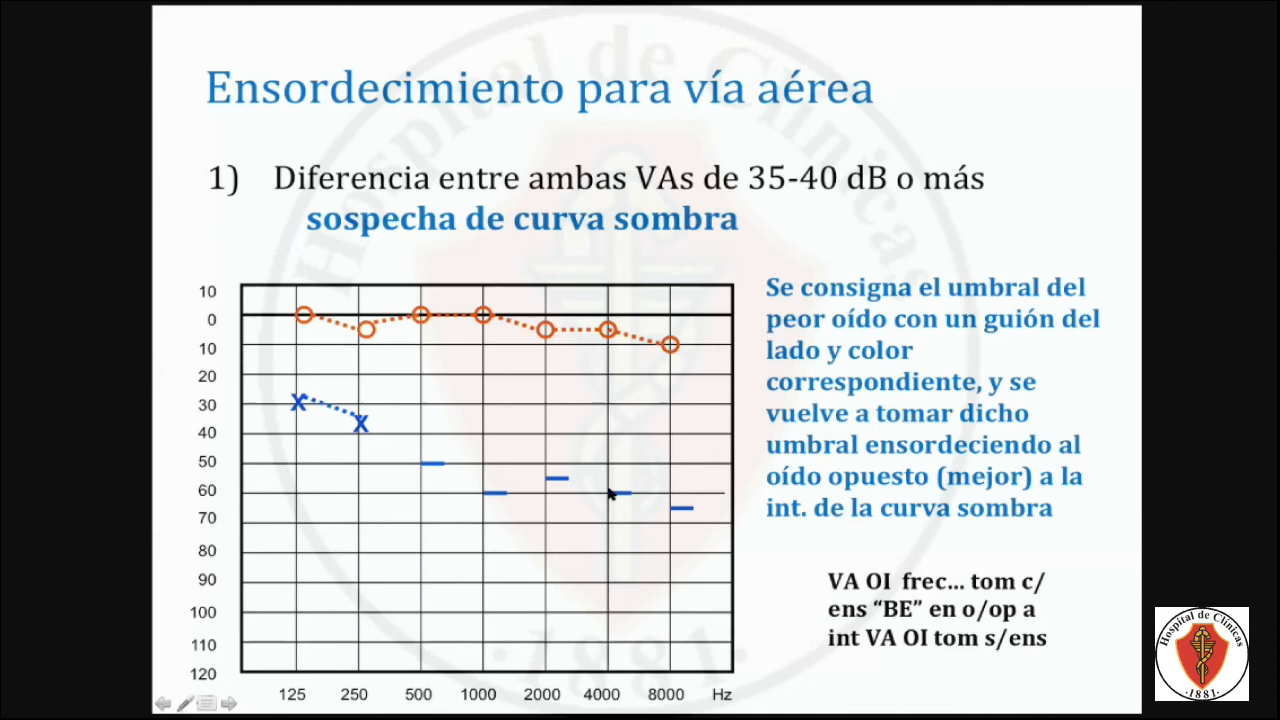 Ensordecimiento para vía aérea
1) Diferencia entre ambas VAs de 35-40 dB o más
sospecha de curva sombra
Se consigna el umbral del
peor oído con un guión del
lado y color
correspondiente, y se
vuelve a tomar dicho
umbral ensordeciendo al
oído opuesto (mejor) a la
int. de la curva sombra
VA OI frec... tom c/
ens “BE” en o/op a
int VA OI tom s/ens
10
0
10
20
30
40
50
60
70
80
90
100
110
120
125 250 500 1000 2000 4000 8000 Hz
X
X
Hospital de Clínicas
·1881·
Hospital de Clínicas
·1881·